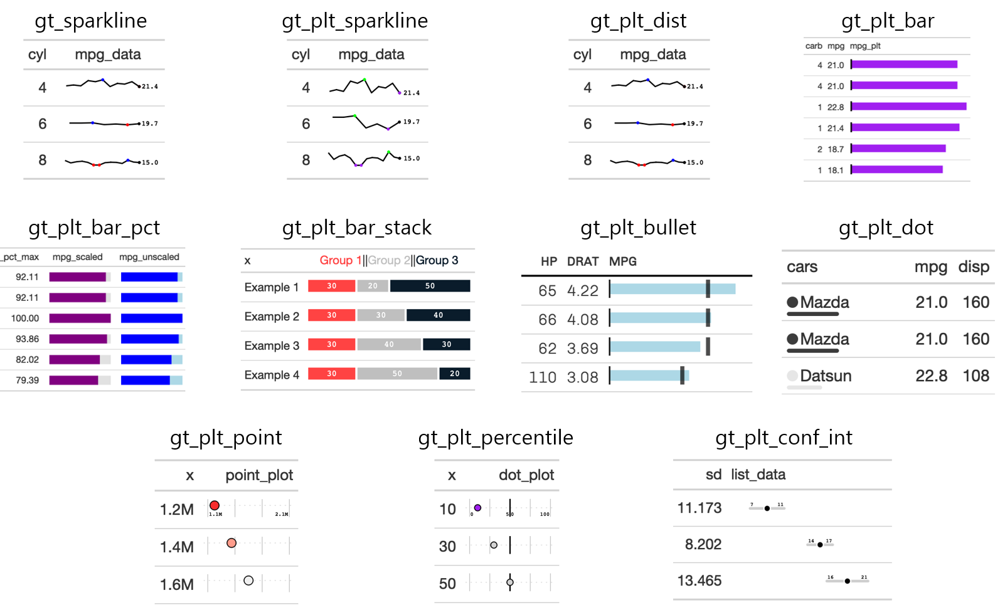 gt_sparkline
cyl mpg_data
4 21.4
6 19.7
8 15.0
gt_plt_sparkline
cyl mpg_data
4 21.4
6 19.7
8 15.0
gt_plt_dist
cyl mpg_data
4 21.4
6 19.7
8 15.0
gt_plt_bar
carb mpg mpg_plt
4 21.0
4 21.0
1 22.8
1 21.4
2 18.7
1 18.1
gt_plt_bar_pct
_pct_max mpg_scaled mpg_unscaled
92.11
92.11
100.00
93.86
82.02
79.39
gt_plt_bar_stack
x Group 1||Group 2||Group 3
Example 1 30 20 50
Example 2 30 30 40
Example 3 30 40 30
Example 4 30 50 20
gt_plt_bullet
HP DRAT MPG
65 4.22
66 4.08
62 3.69
110 3.08
gt_plt_dot
cars mpg disp
Mazda 21.0 160
Mazda 21.0 160
Datsun 22.8 108
gt_plt_point
x point_plot
1.2M 1.1M 2.1M
1.4M
1.6M
gt_plt_percentile
x dot_plot
10 0 50 100
30
50
gt_plt_conf_int
sd list_data
11.173 7 11
8.202 14 17
13.465 16 21